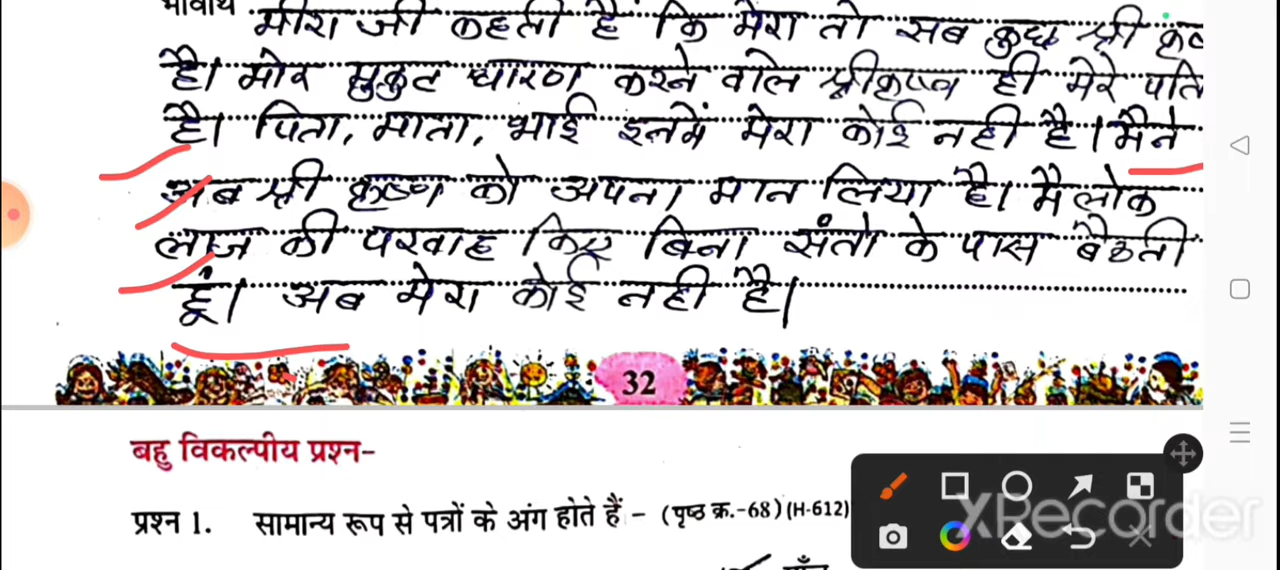 भावार्थ
मीरा जी कहती है कि मेरा तो सब कुछ श्री कृष्
है। मोर मुकुट धारण करने वाले श्रीकृष्ण ही मेरे पति
है। पिता, माता, भाई इनमें मेरा कोई नही है। मैने
अब श्री कृष्ण को अपना मान लिया है। मै लोक
लाज की परवाह किए बिना संतो के पास बैठती
हूं। अब मेरा कोई नही है।
32
बहु विकल्पीय प्रश्न-
प्रश्न 1. सामान्य रूप से पत्रों के अंग होते हैं – (पृष्ठ क्र.-68) (H-612)
XRecorder